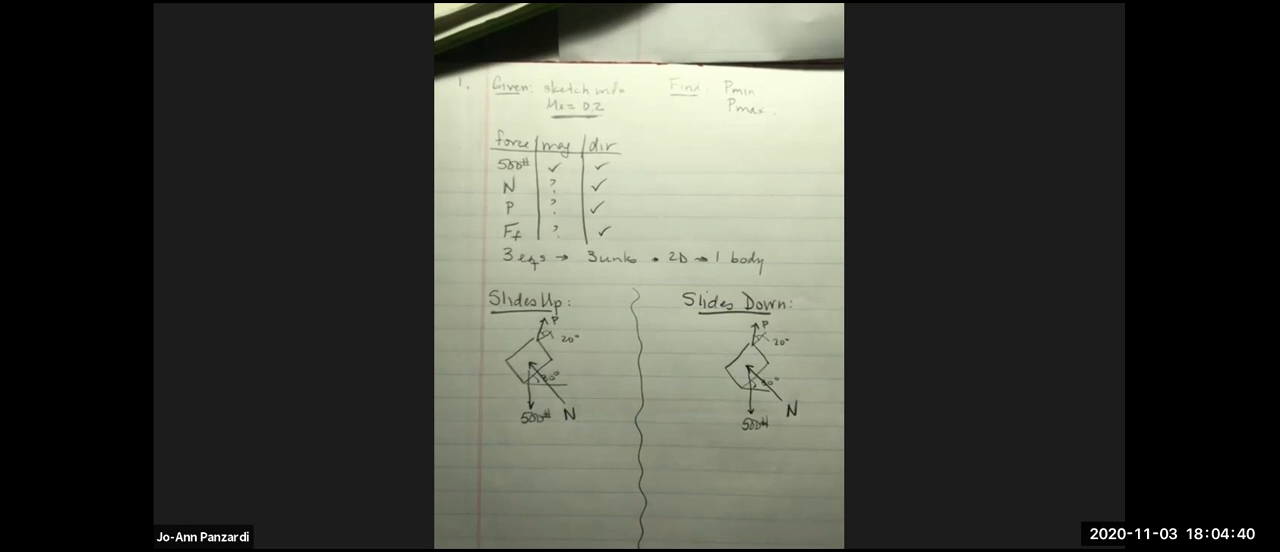 1. Given: sketch Find: Pmin
μs = 0.2 Pmax.
force mag dir
500# ✓ ✓
N ? ✓
P ? ✓
Ff ? ✓
3 eqs → 3 unks • 2D → 1 body
Slides Up: Slides Down:
P P
20° 20°
30° 30°
500# N 500# N
Jo-Ann Panzardi
2020-11-03 18:04:40